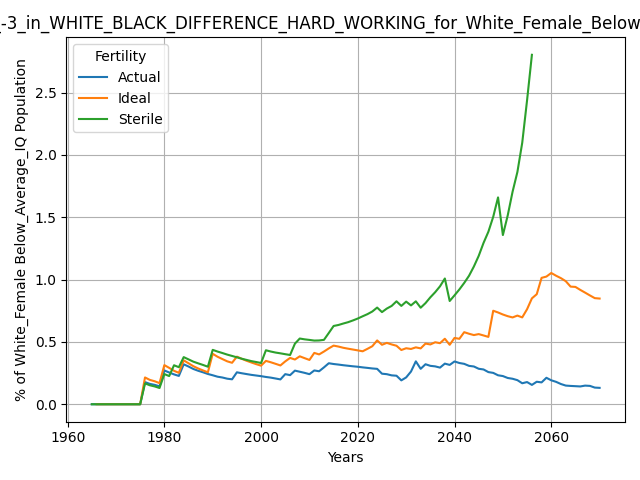 -3_in_WHITE_BLACK_DIFFERENCE_HARD_WORKING_for_White_Female_Below
Fertility
Actual
Ideal
Sterile
% of White_Female Below_Average_IQ Population
2.5
2.0
1.5
1.0
0.5
0.0
1960 1980 2000 2020 2040 2060
Years